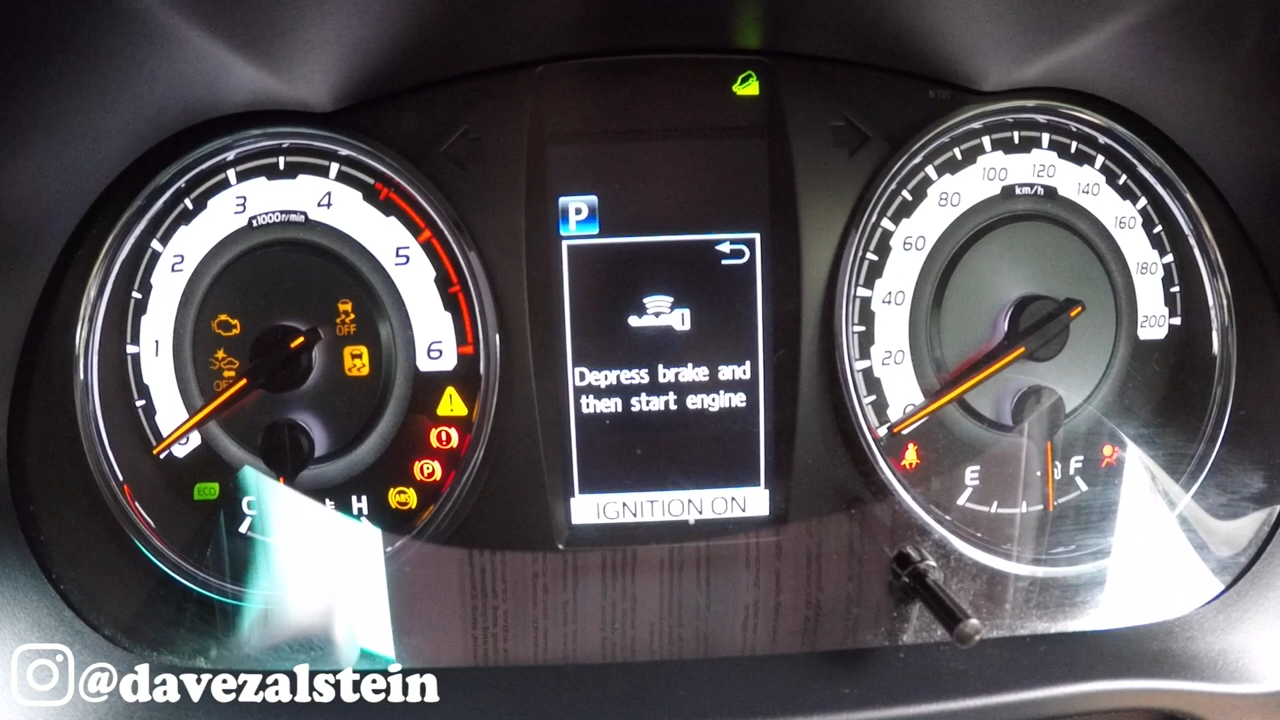 1
2
3
4
5
6
x1000r/min
OFF
OFF
ECO
C
H
P
ABS
P
Depress brake and
then start engine
IGNITION ON
0
20
40
60
80
100
120
140
160
180
200
km/h
E
F
@davezalstein